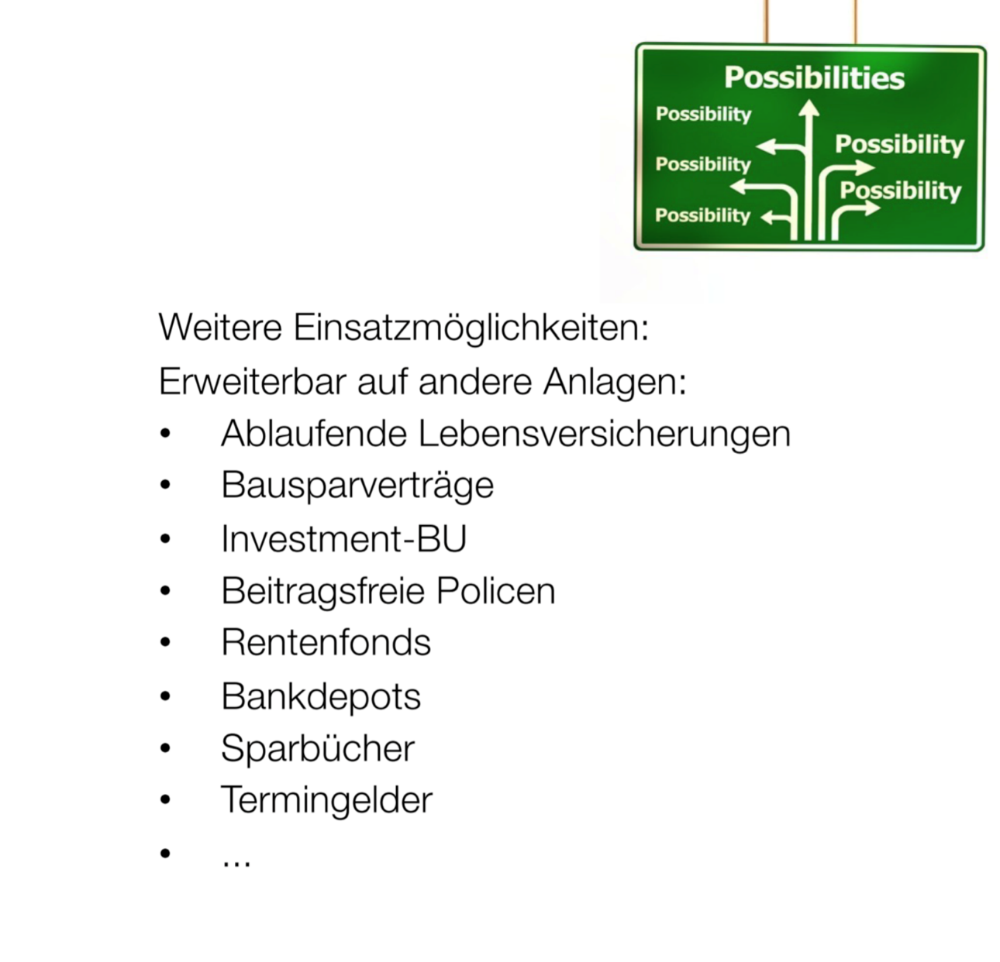 Possibilities
Possibility
Possibility
Possibility
Possibility
Possibility
Weitere Einsatzmöglichkeiten:
Erweiterbar auf andere Anlagen:
• Ablaufende Lebensversicherungen
• Bausparverträge
• Investment-BU
• Beitragsfreie Policen
• Rentenfonds
• Bankdepots
• Sparbücher
• Termingelder
• ...